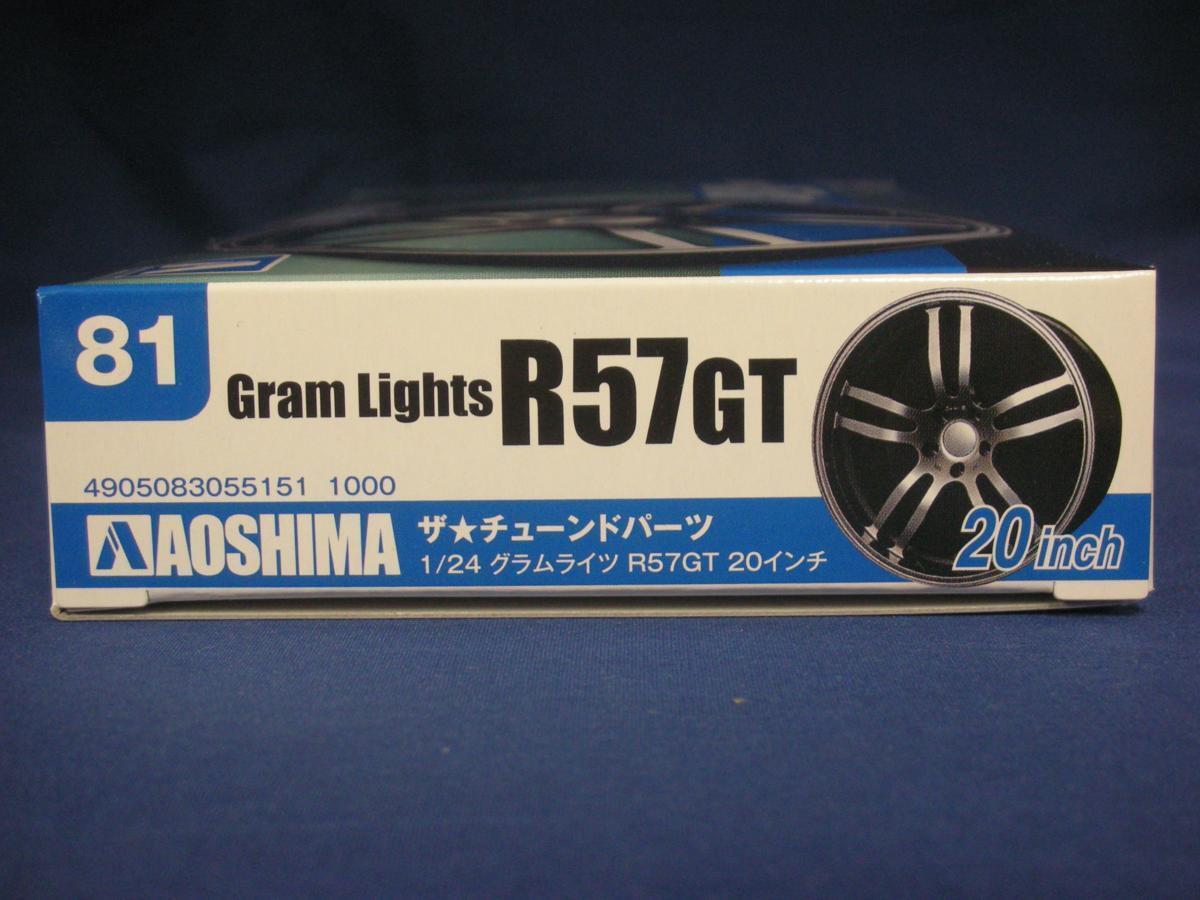 81
Gram Lights R57GT
4905083055151 1000
AOSHIMA
ザ★チューンドパーツ
1/24 グラムライツ R57GT 20インチ
20 inch